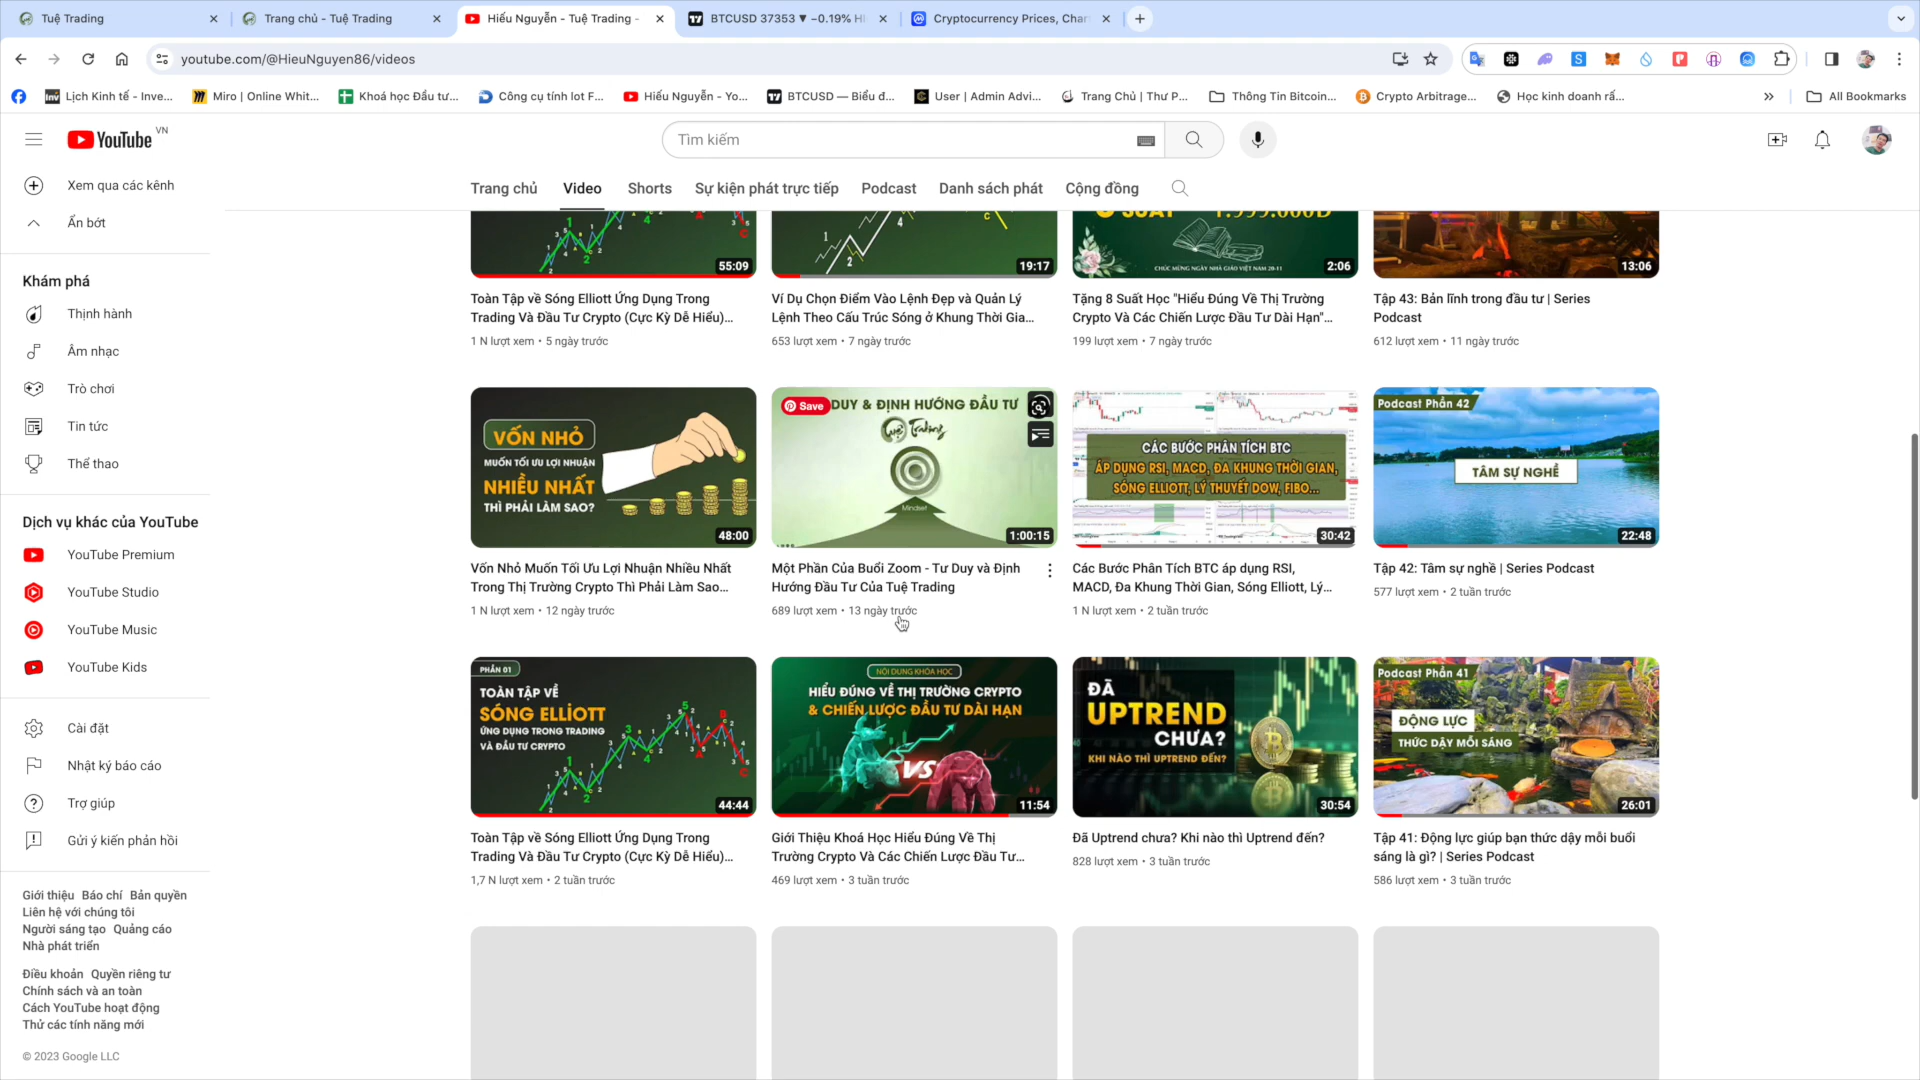 Tuệ Trading
Trang chủ - Tuệ Trading
Hiếu Nguyễn - Tuệ Trading -
BTCUSD 37353 ▼ −0.19%
Cryptocurrency Prices, Char
youtube.com/@HieuNguyen86/videos
Lịch Kinh tế - Inve...
Miro | Online Whit...
Khoá học Đầu tư...
Công cụ tính lot F...
Hiếu Nguyễn - Yo...
BTCUSD — Biểu đ...
User | Admin Advi...
Trang Chủ | Thư P...
Thông Tin Bitcoin...
Crypto Arbitrage...
Học kinh doanh rấ...
All Bookmarks
YouTube VN
Tìm kiếm
Xem qua các kênh
Ẩn bớt
Khám phá
Thịnh hành
Âm nhạc
Trò chơi
Tin tức
Thể thao
Dịch vụ khác của YouTube
YouTube Premium
YouTube Studio
YouTube Music
YouTube Kids
Cài đặt
Nhật ký báo cáo
Trợ giúp
Gửi ý kiến phản hồi
Giới thiệu Báo chí Bản quyền
Liên hệ với chúng tôi
Người sáng tạo Quảng cáo
Nhà phát triển
Điều khoản Quyền riêng tư
Chính sách và an toàn
Cách YouTube hoạt động
Thử các tính năng mới
© 2023 Google LLC
Trang chủ Video Shorts Sự kiện phát trực tiếp Podcast Danh sách phát Cộng đồng
55:09
Toàn Tập về Sóng Elliott Ứng Dụng Trong
Trading Và Đầu Tư Crypto (Cực Kỳ Dễ Hiểu)...
1 N lượt xem • 5 ngày trước
19:17
Ví Dụ Chọn Điểm Vào Lệnh Đẹp và Quản Lý
Lệnh Theo Cấu Trúc Sóng ở Khung Thời Gia...
653 lượt xem • 7 ngày trước
CHÚC MỪNG NGÀY NHÀ GIÁO VIỆT NAM 20-11
2:06
Tặng 8 Suất Học "Hiểu Đúng Về Thị Trường
Crypto Và Các Chiến Lược Đầu Tư Dài Hạn"...
199 lượt xem • 7 ngày trước
13:06
Tập 43: Bản lĩnh trong đầu tư | Series
Podcast
612 lượt xem • 11 ngày trước
VỐN NHỎ
MUỐN TỐI ƯU LỢI NHUẬN
NHIỀU NHẤT
THÌ PHẢI LÀM SAO?
48:00
Vốn Nhỏ Muốn Tối Ưu Lợi Nhuận Nhiều Nhất
Trong Thị Trường Crypto Thì Phải Làm Sao...
1 N lượt xem • 12 ngày trước
Save
DUY & ĐỊNH HƯỚNG ĐẦU TƯ
Tuệ Trading
Mindset
1:00:15
Một Phần Của Buổi Zoom - Tư Duy và Định
Hướng Đầu Tư Của Tuệ Trading
689 lượt xem • 13 ngày trước
CÁC BƯỚC PHÂN TÍCH BTC
ÁP DỤNG RSI, MACD, ĐA KHUNG THỜI GIAN,
SÓNG ELLIOTT, LÝ THUYẾT DOW, FIBO...
30:42
Các Bước Phân Tích BTC áp dụng RSI,
MACD, Đa Khung Thời Gian, Sóng Elliott, Lý...
1 N lượt xem • 2 tuần trước
Podcast Phần 42
TÂM SỰ NGHỀ
22:48
Tập 42: Tâm sự nghề | Series Podcast
577 lượt xem • 2 tuần trước
PHẦN 01
TOÀN TẬP VỀ
SÓNG ELLIOTT
ỨNG DỤNG TRONG TRADING
VÀ ĐẦU TƯ CRYPTO
44:44
Toàn Tập về Sóng Elliott Ứng Dụng Trong
Trading Và Đầu Tư Crypto (Cực Kỳ Dễ Hiểu)...
1,7 N lượt xem • 2 tuần trước
NỘI DUNG KHÓA HỌC
HIỂU ĐÚNG VỀ THỊ TRƯỜNG CRYPTO
& CHIẾN LƯỢC ĐẦU TƯ DÀI HẠN
VS
11:54
Giới Thiệu Khoá Học Hiểu Đúng Về Thị
Trường Crypto Và Các Chiến Lược Đầu Tư...
469 lượt xem • 3 tuần trước
ĐÃ
UPTREND
CHƯA?
KHI NÀO THÌ UPTREND ĐẾN?
30:54
Đã Uptrend chưa? Khi nào thì Uptrend đến?
828 lượt xem • 3 tuần trước
Podcast Phần 41
ĐỘNG LỰC
THỨC DẬY MỖI SÁNG
26:01
Tập 41: Động lực giúp bạn thức dậy mỗi buổi
sáng là gì? | Series Podcast
586 lượt xem • 3 tuần trước